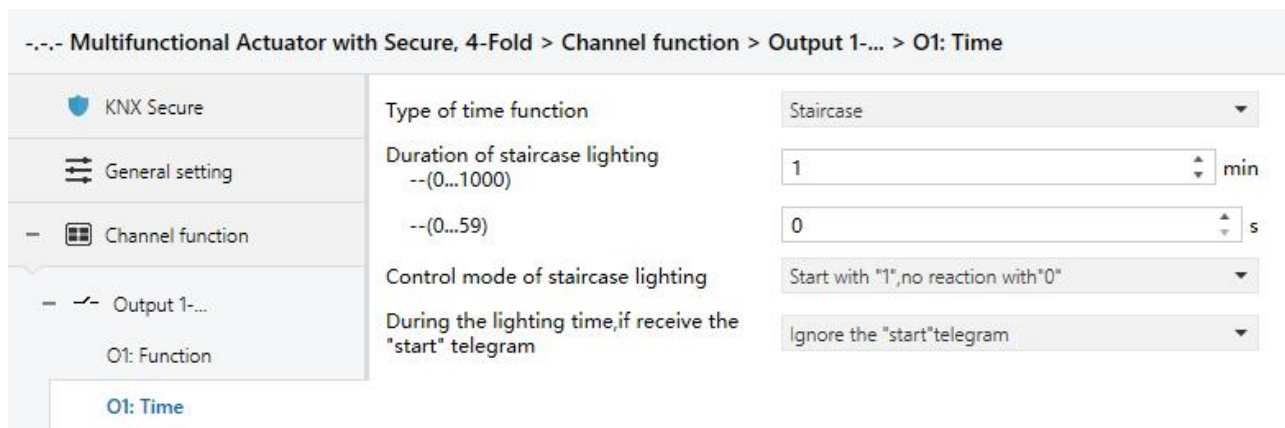 -.-.- Multifunctional Actuator with Secure, 4-Fold > Channel function > Output 1-... > O1: Time
KNX Secure
General setting
Channel function
Output 1-...
O1: Function
O1: Time
Type of time function
Staircase
Duration of staircase lighting
--(0...1000)
1
min
--(0...59)
0
s
Control mode of staircase lighting
Start with "1",no reaction with"0"
During the lighting time,if receive the
"start" telegram
Ignore the "start"telegram